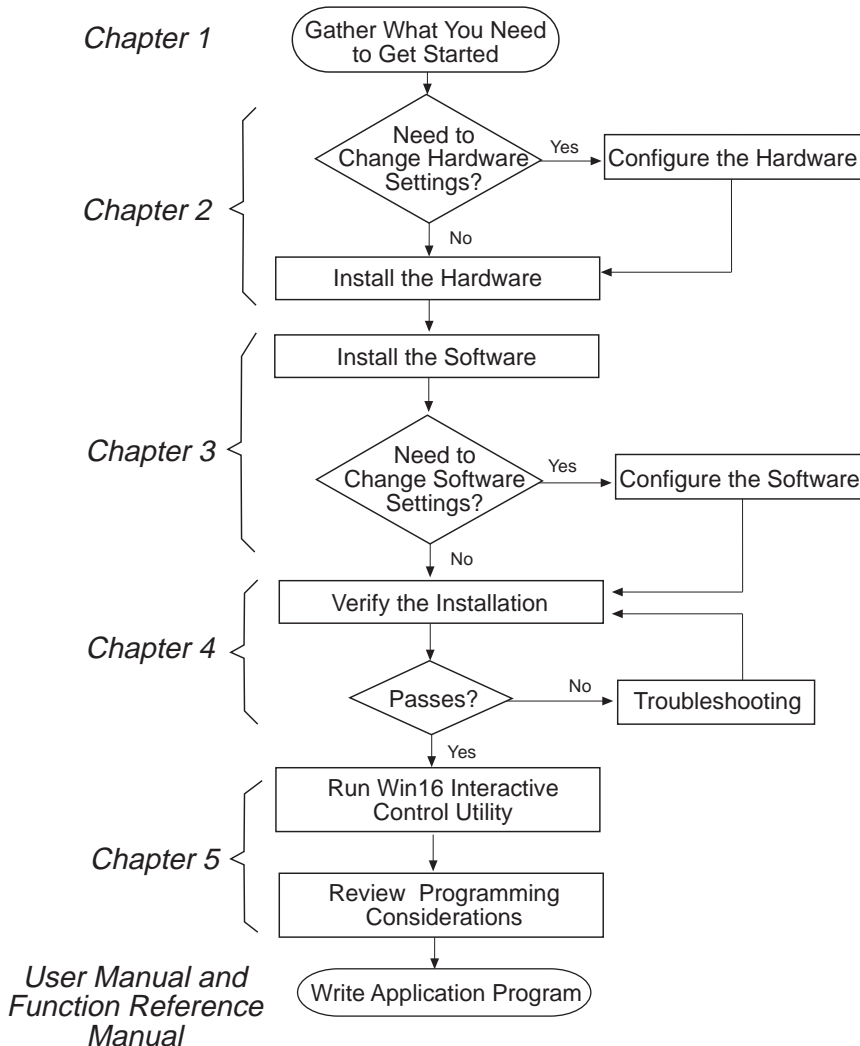 Chapter 1
Gather What You Need
to Get Started
Chapter 2
Need to
Change Hardware
Settings?
Yes
Configure the Hardware
No
Install the Hardware
Chapter 3
Install the Software
Need to
Change Software
Settings?
Yes
Configure the Software
No
Chapter 4
Verify the Installation
Passes?
No
Troubleshooting
Yes
Chapter 5
Run Win16 Interactive
Control Utility
Review Programming
Considerations
User Manual and
Function Reference
Manual
Write Application Program